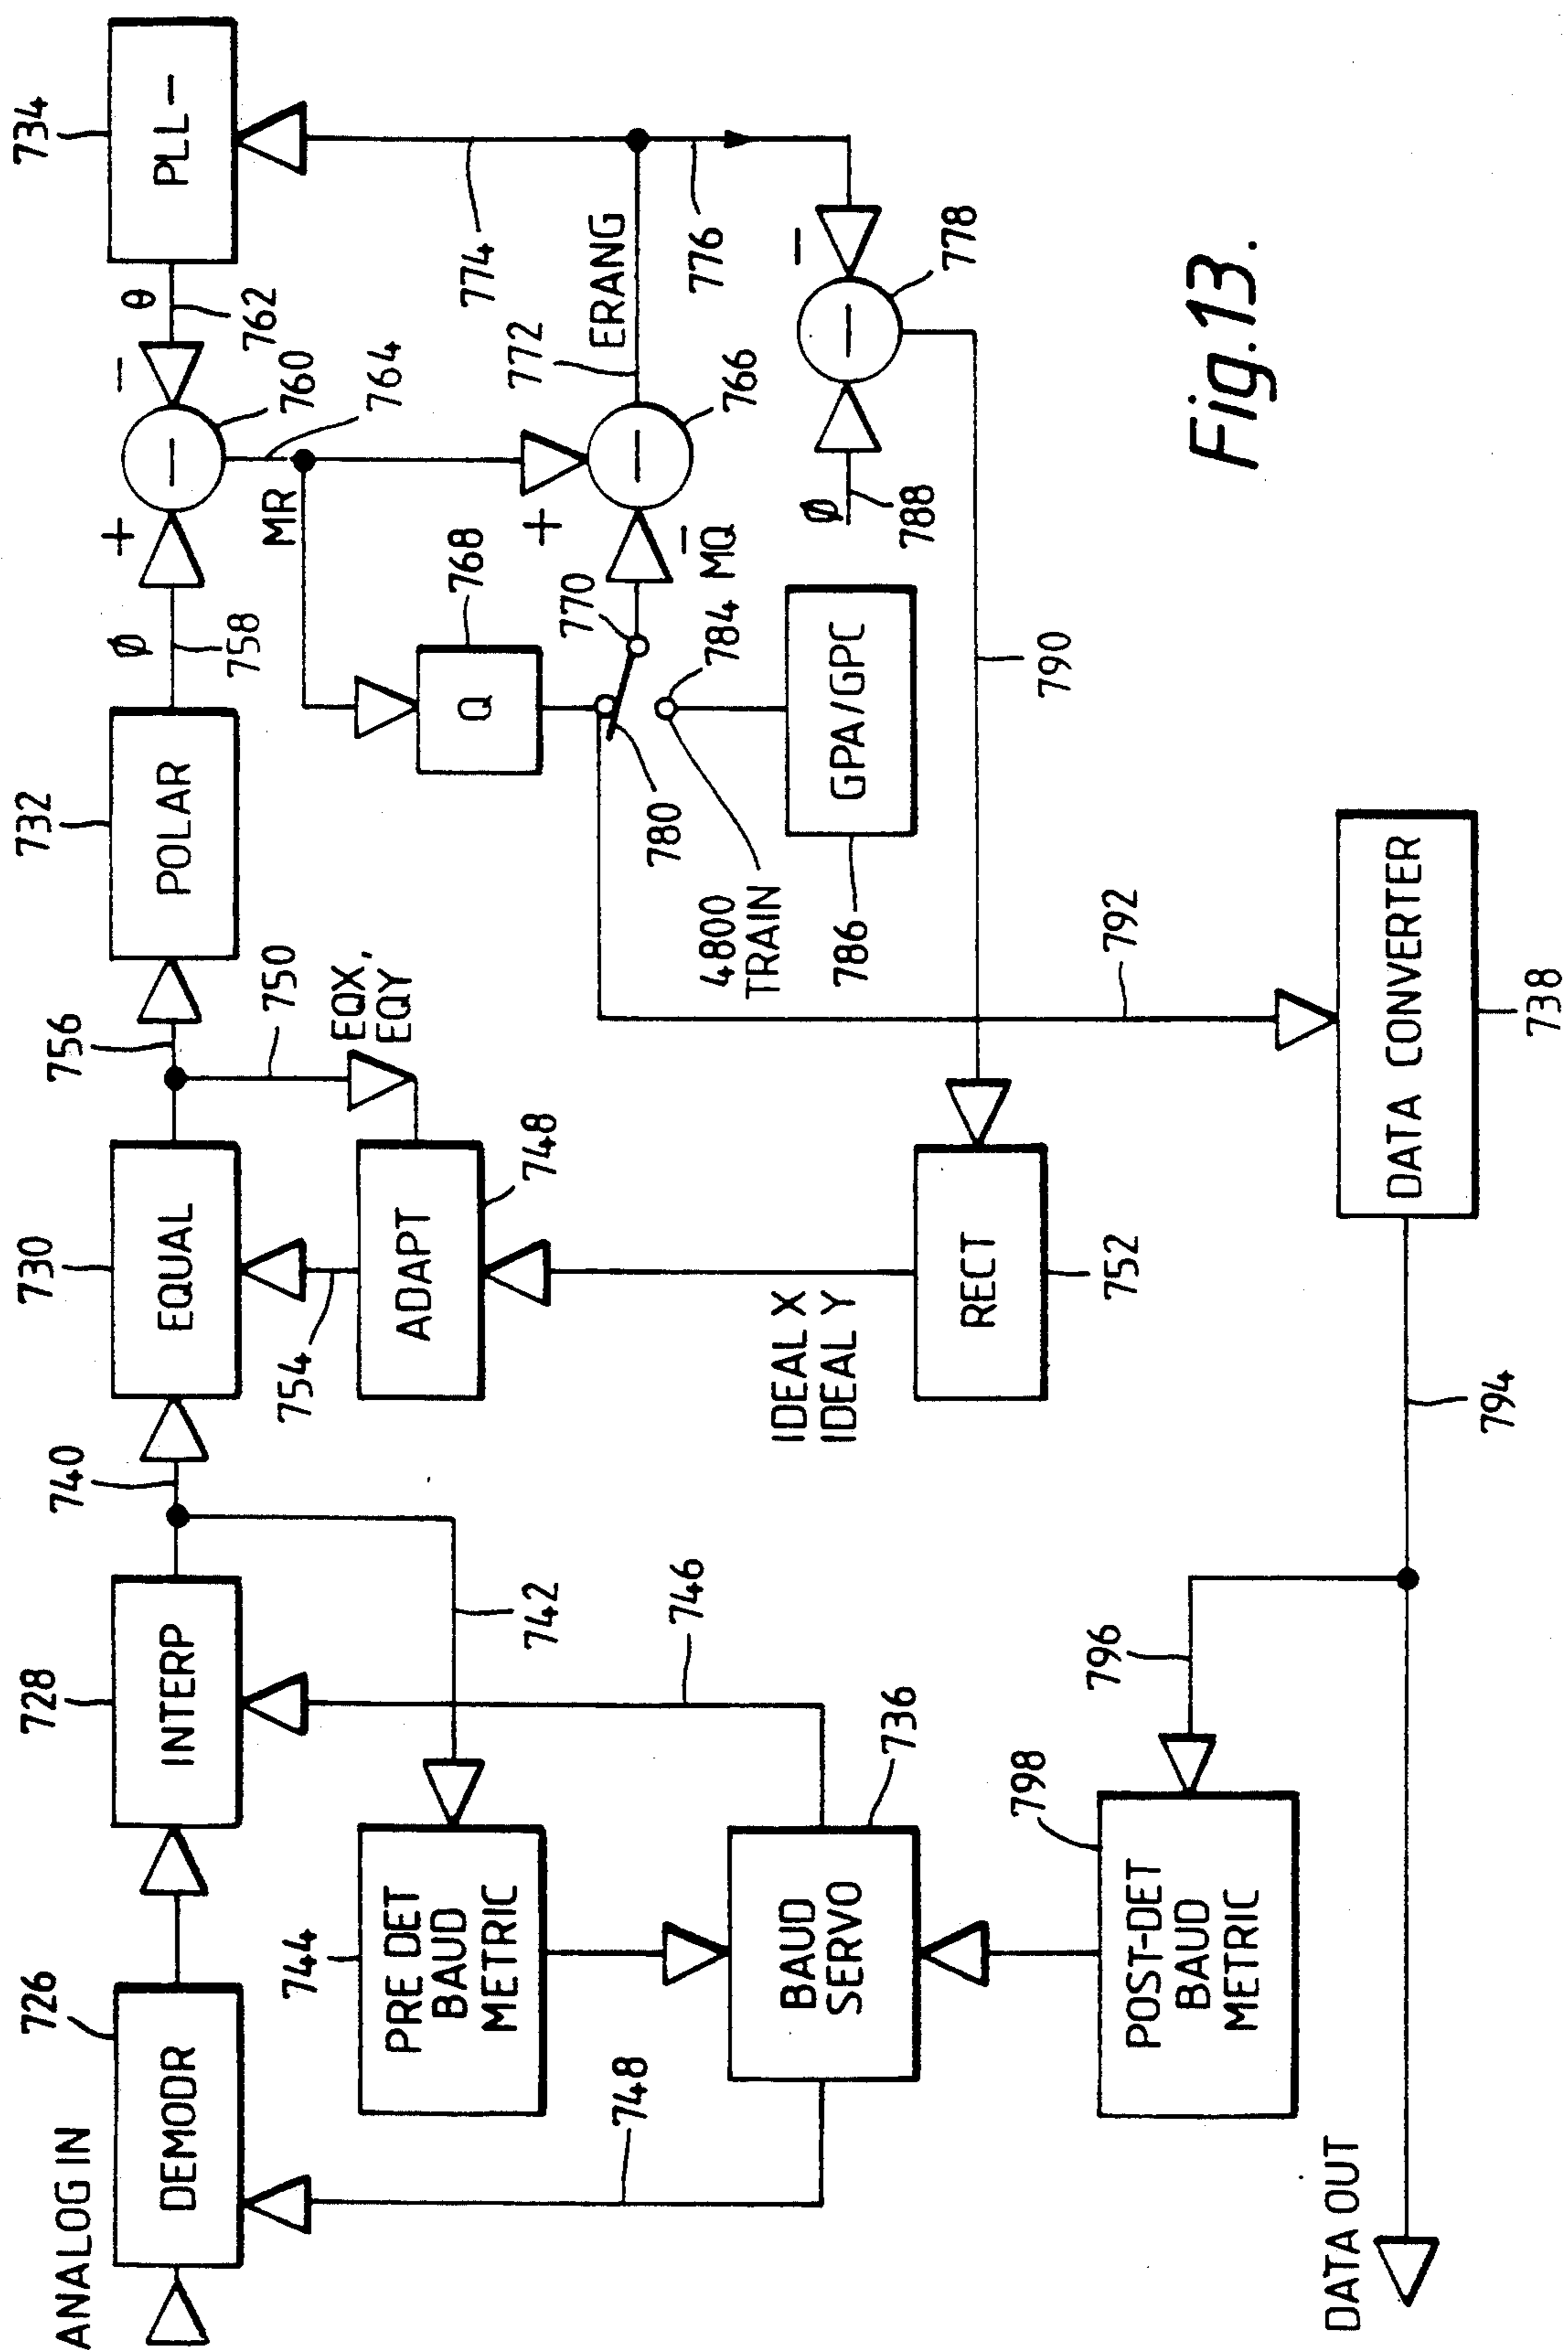 ANALOG IN
726
DEMODR
728
INTERP
740
730
EQUAL
756
750
EQX,
EQY
732
POLAR
Ø
758
+
−
760
θ
762
734
PLL −
764
MR
742
744
PRE DET
BAUD
METRIC
746
748
754
ADAPT
748
768
Q
770
+
−
MQ
766
772
ERANG
774
776
780
784
4800
TRAIN
GPA/GPC
786
Ø
788
−
−
−
778
790
736
BAUD
SERVO
IDEAL X
IDEAL Y
RECT
752
792
798
POST-DET
BAUD
METRIC
796
DATA CONVERTER
738
794
DATA OUT
Fig.13.